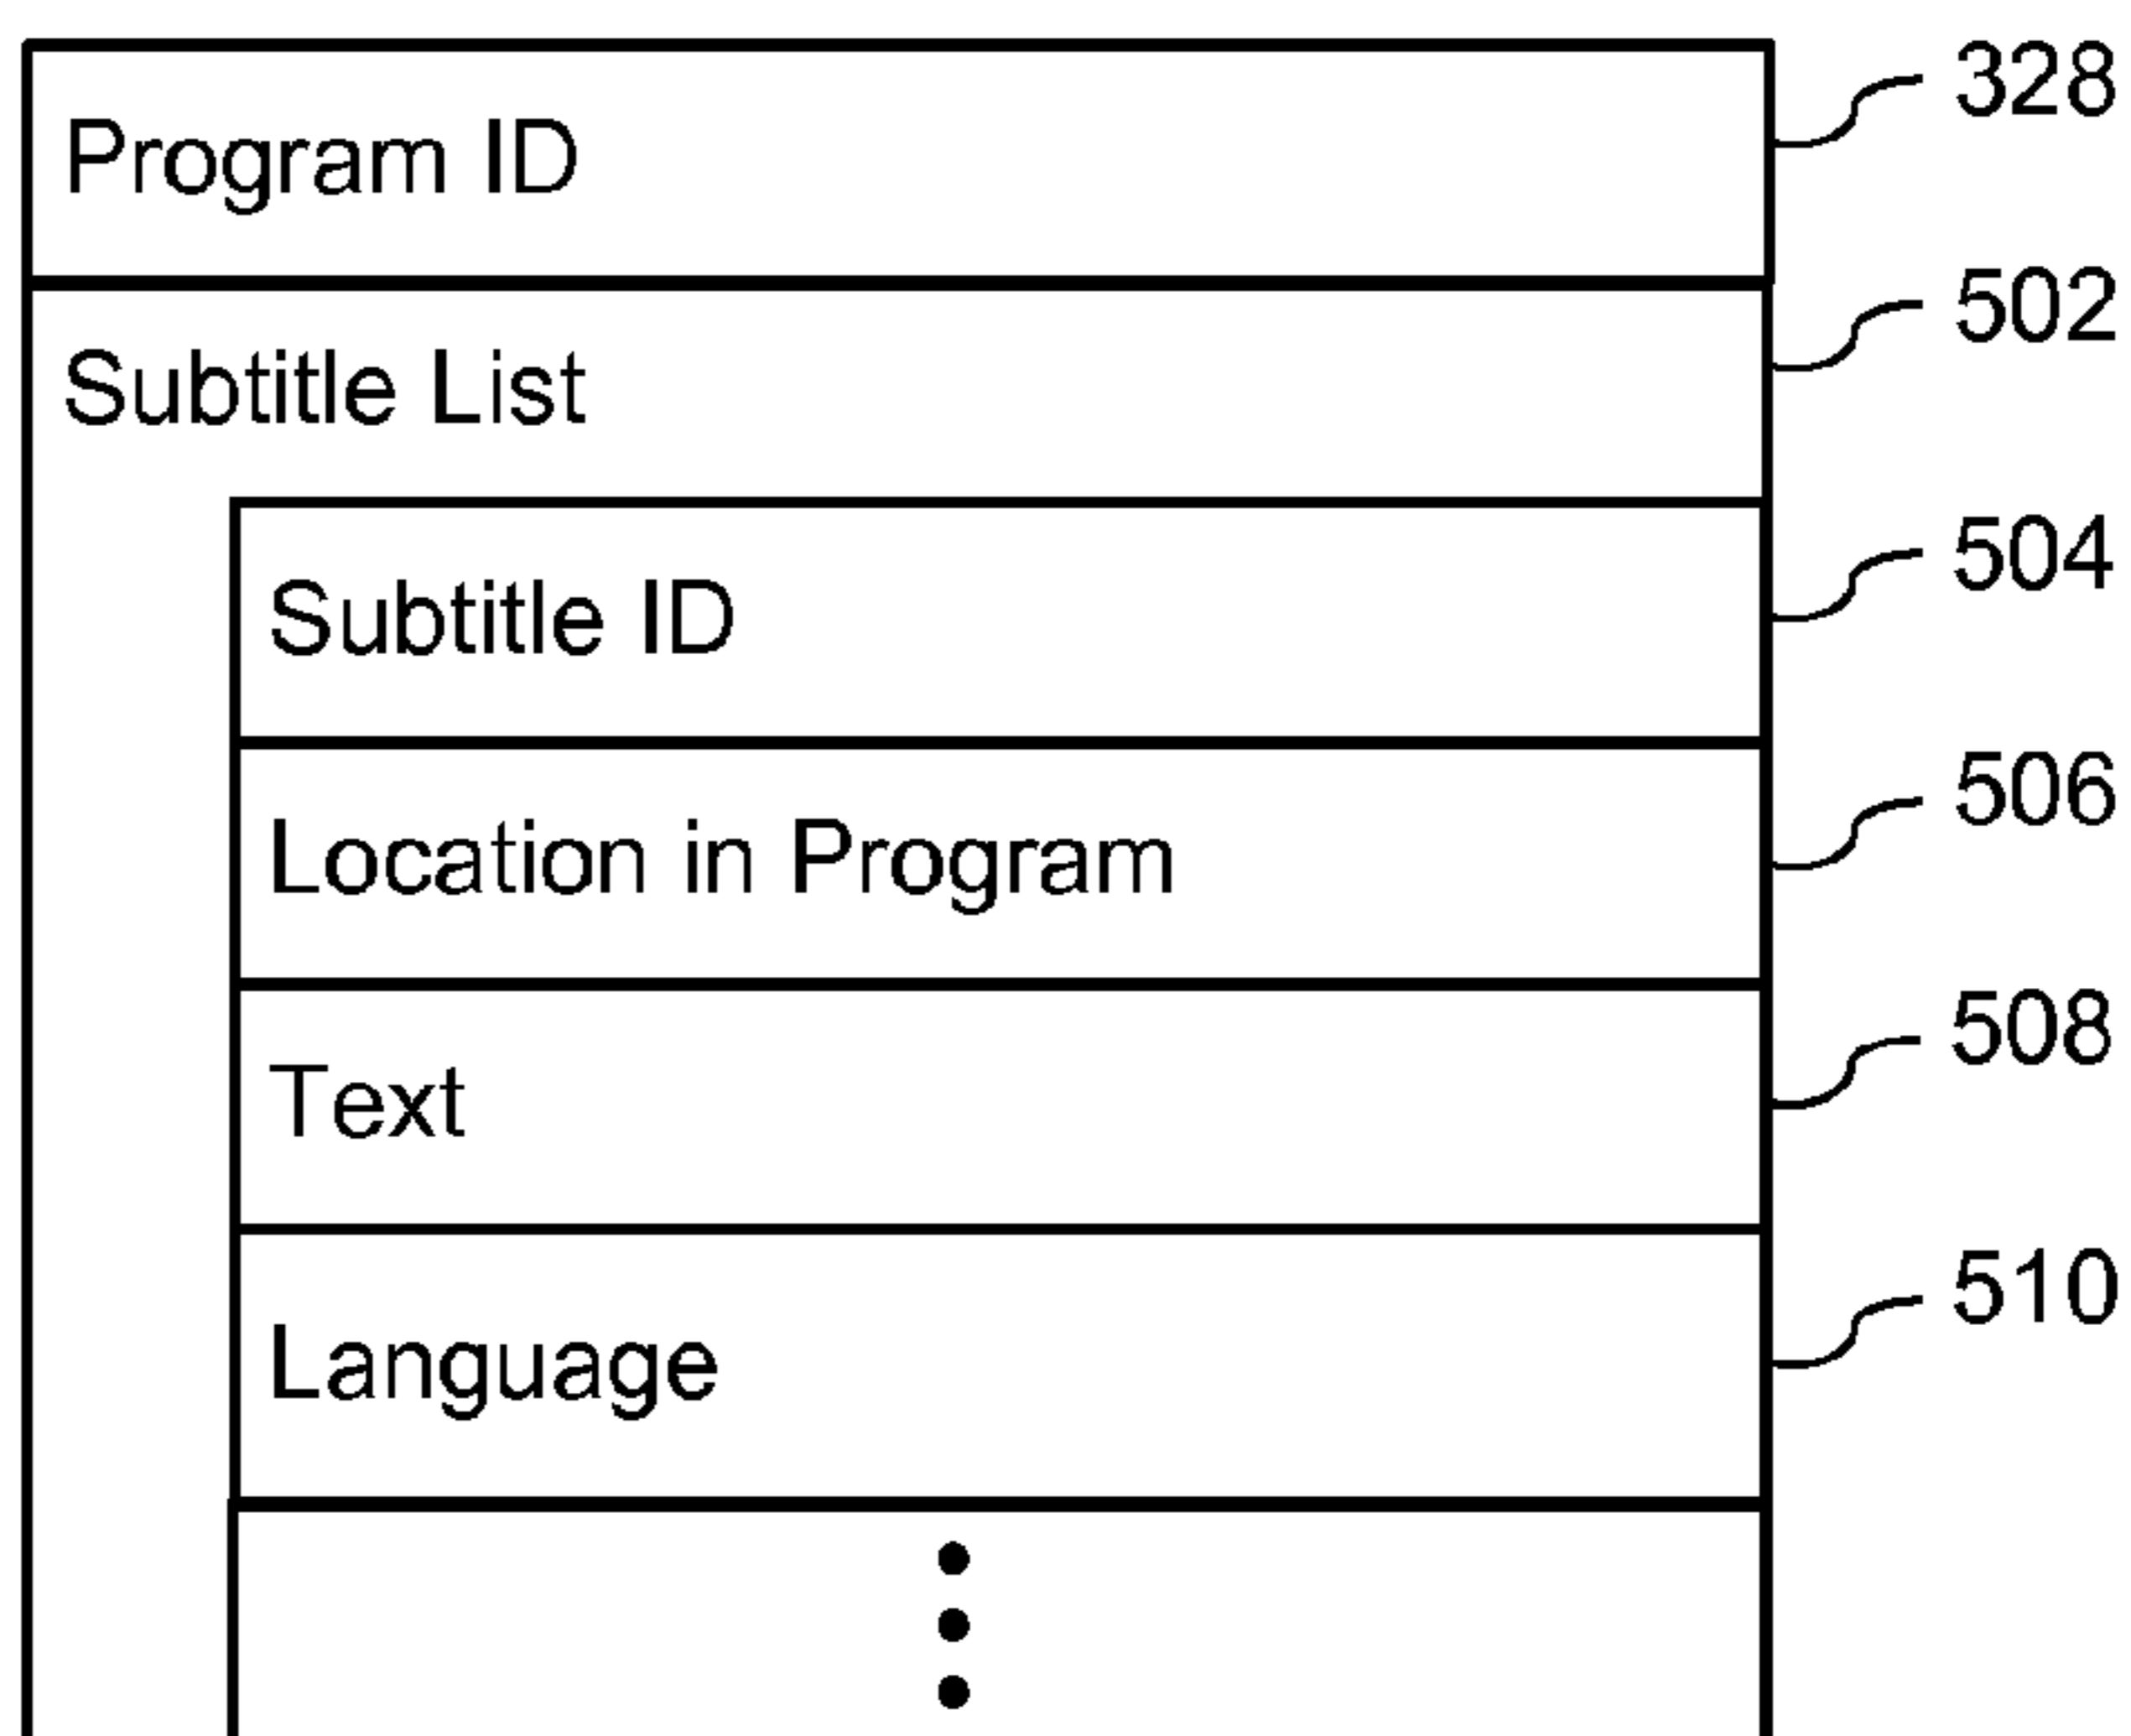 Program ID 328
Subtitle List 502
Subtitle ID 504
Location in Program 506
Text 508
Language 510